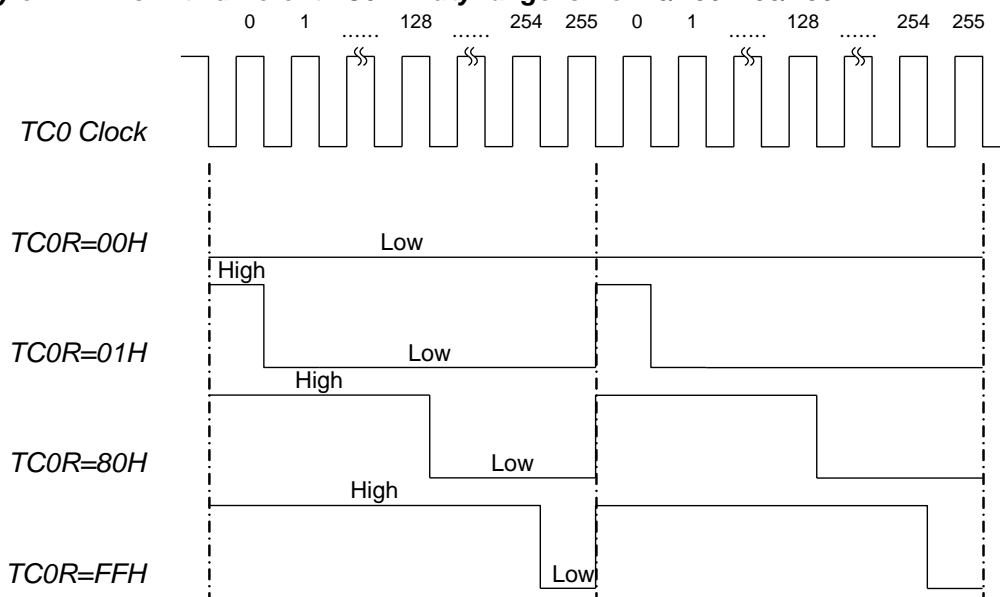 0 1 ...... 128 ...... 254 255 0 1 ...... 128 ...... 254 255
TC0 Clock
TC0R=00H
Low
High
TC0R=01H
Low
High
TC0R=80H
Low
High
TC0R=FFH
Low